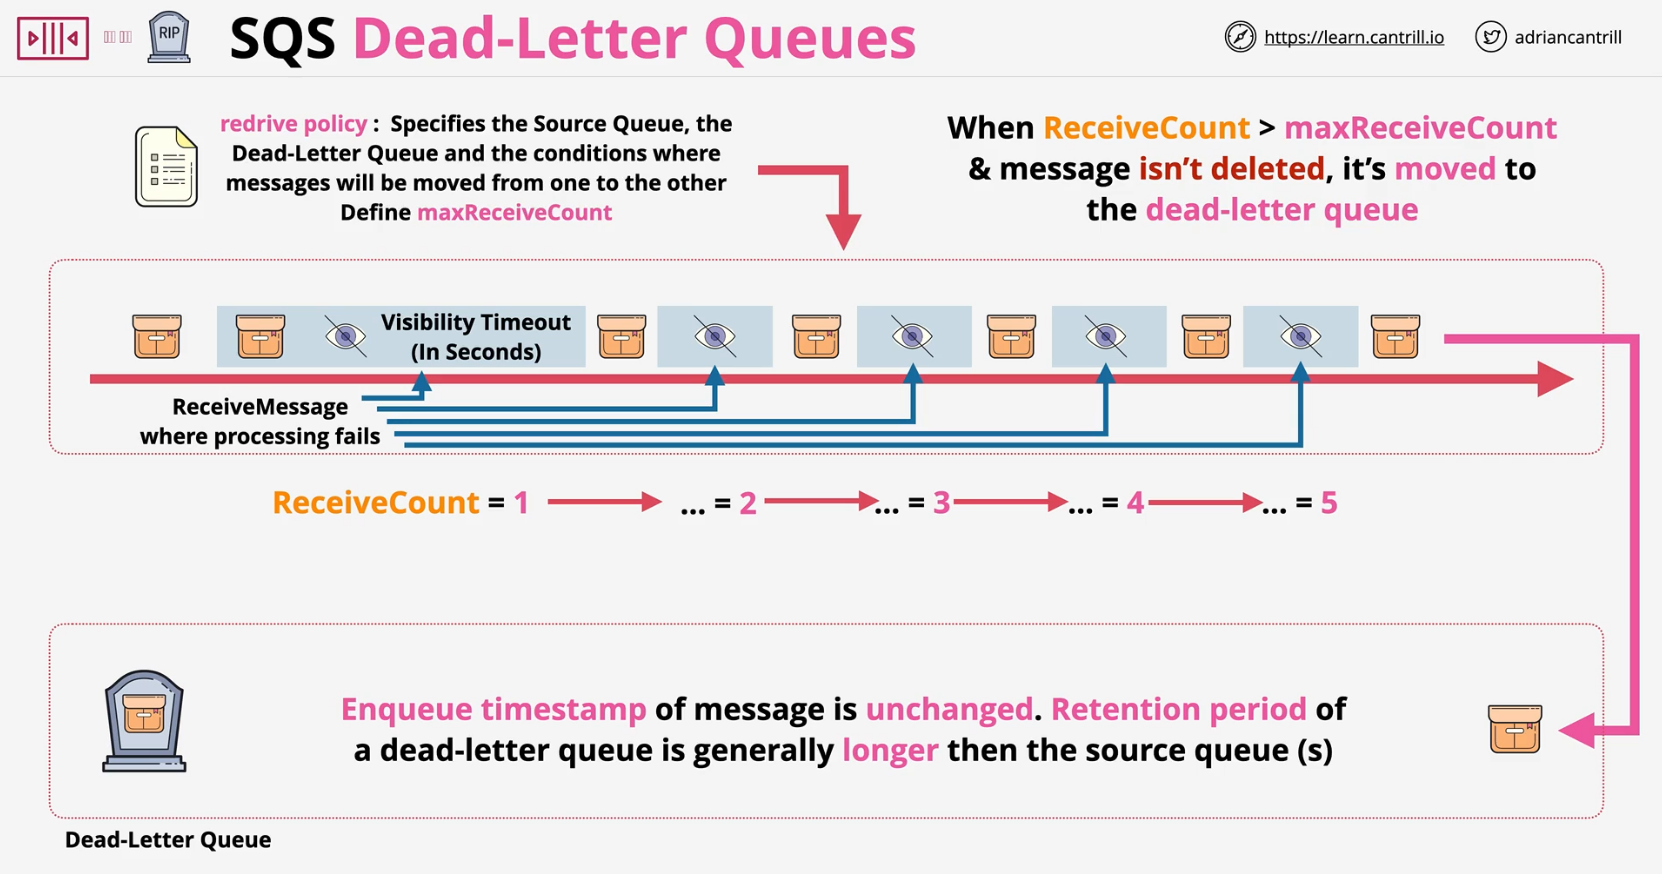 RIP
SQS Dead-Letter Queues
https://learn.cantrill.io
adriancantrill
redrive policy : Specifies the Source Queue, the
Dead-Letter Queue and the conditions where
messages will be moved from one to the other
Define maxReceiveCount
When ReceiveCount > maxReceiveCount
& message isn’t deleted, it’s moved to
the dead-letter queue
Visibility Timeout
(In Seconds)
ReceiveMessage
where processing fails
ReceiveCount = 1 ... = 2 ... = 3 ... = 4 ... = 5
Enqueue timestamp of message is unchanged. Retention period of
a dead-letter queue is generally longer then the source queue (s)
Dead-Letter Queue